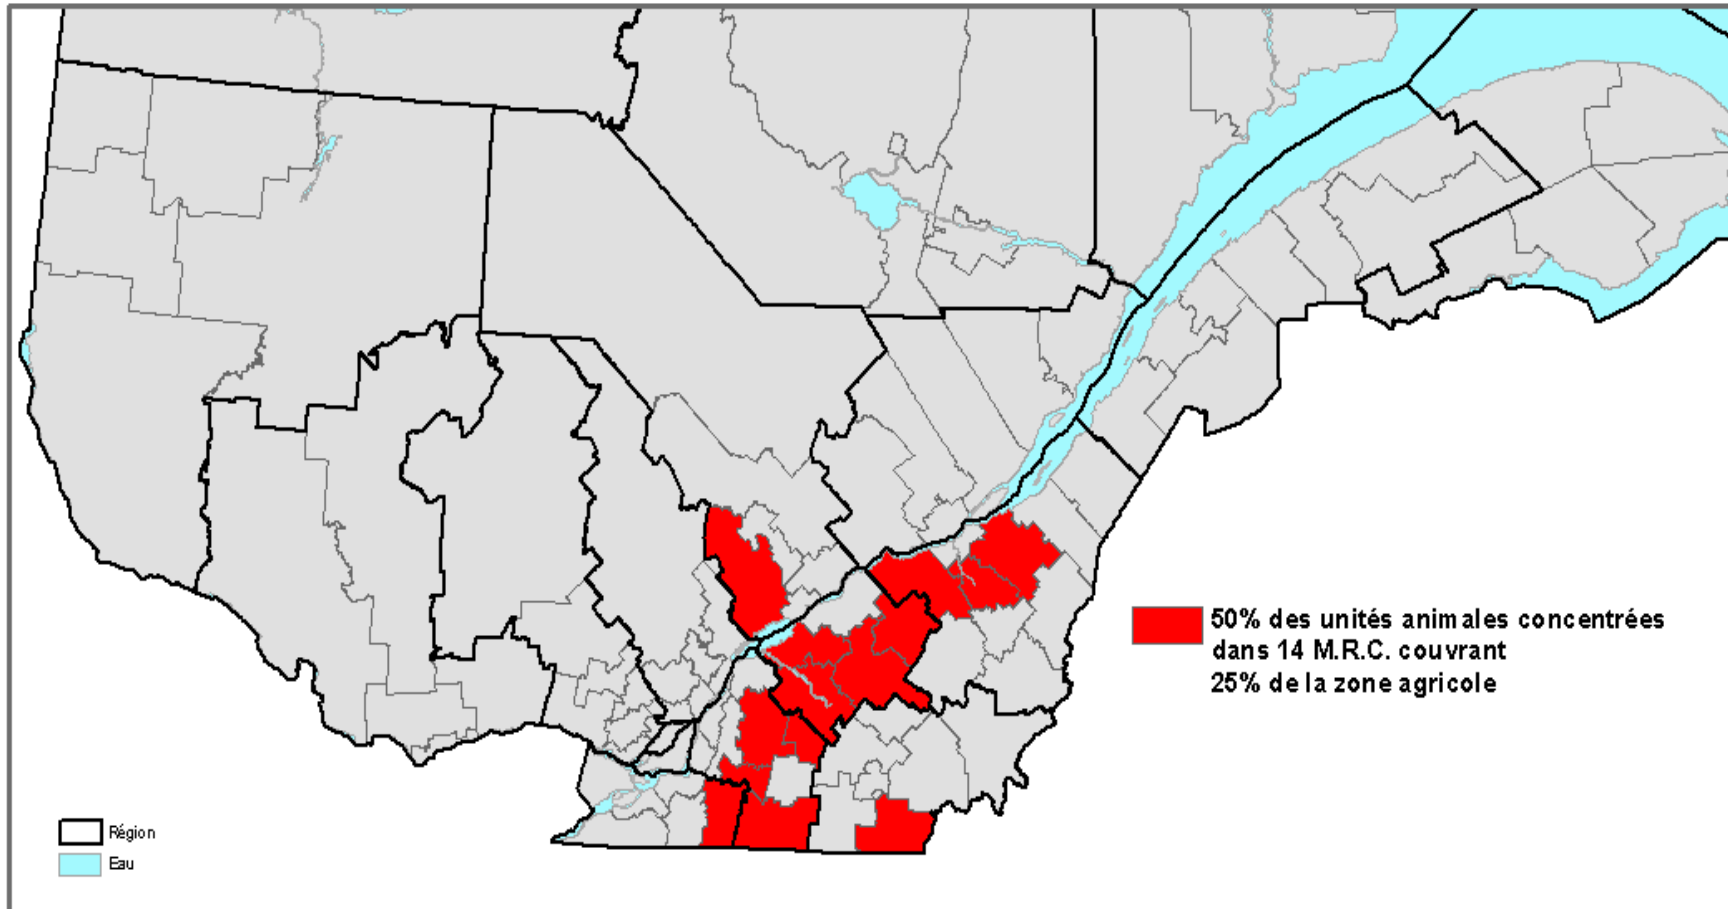 50% des unités animales concentrées
dans 14 M.R.C. couvrant
25% de la zone agricole
Région
Eau